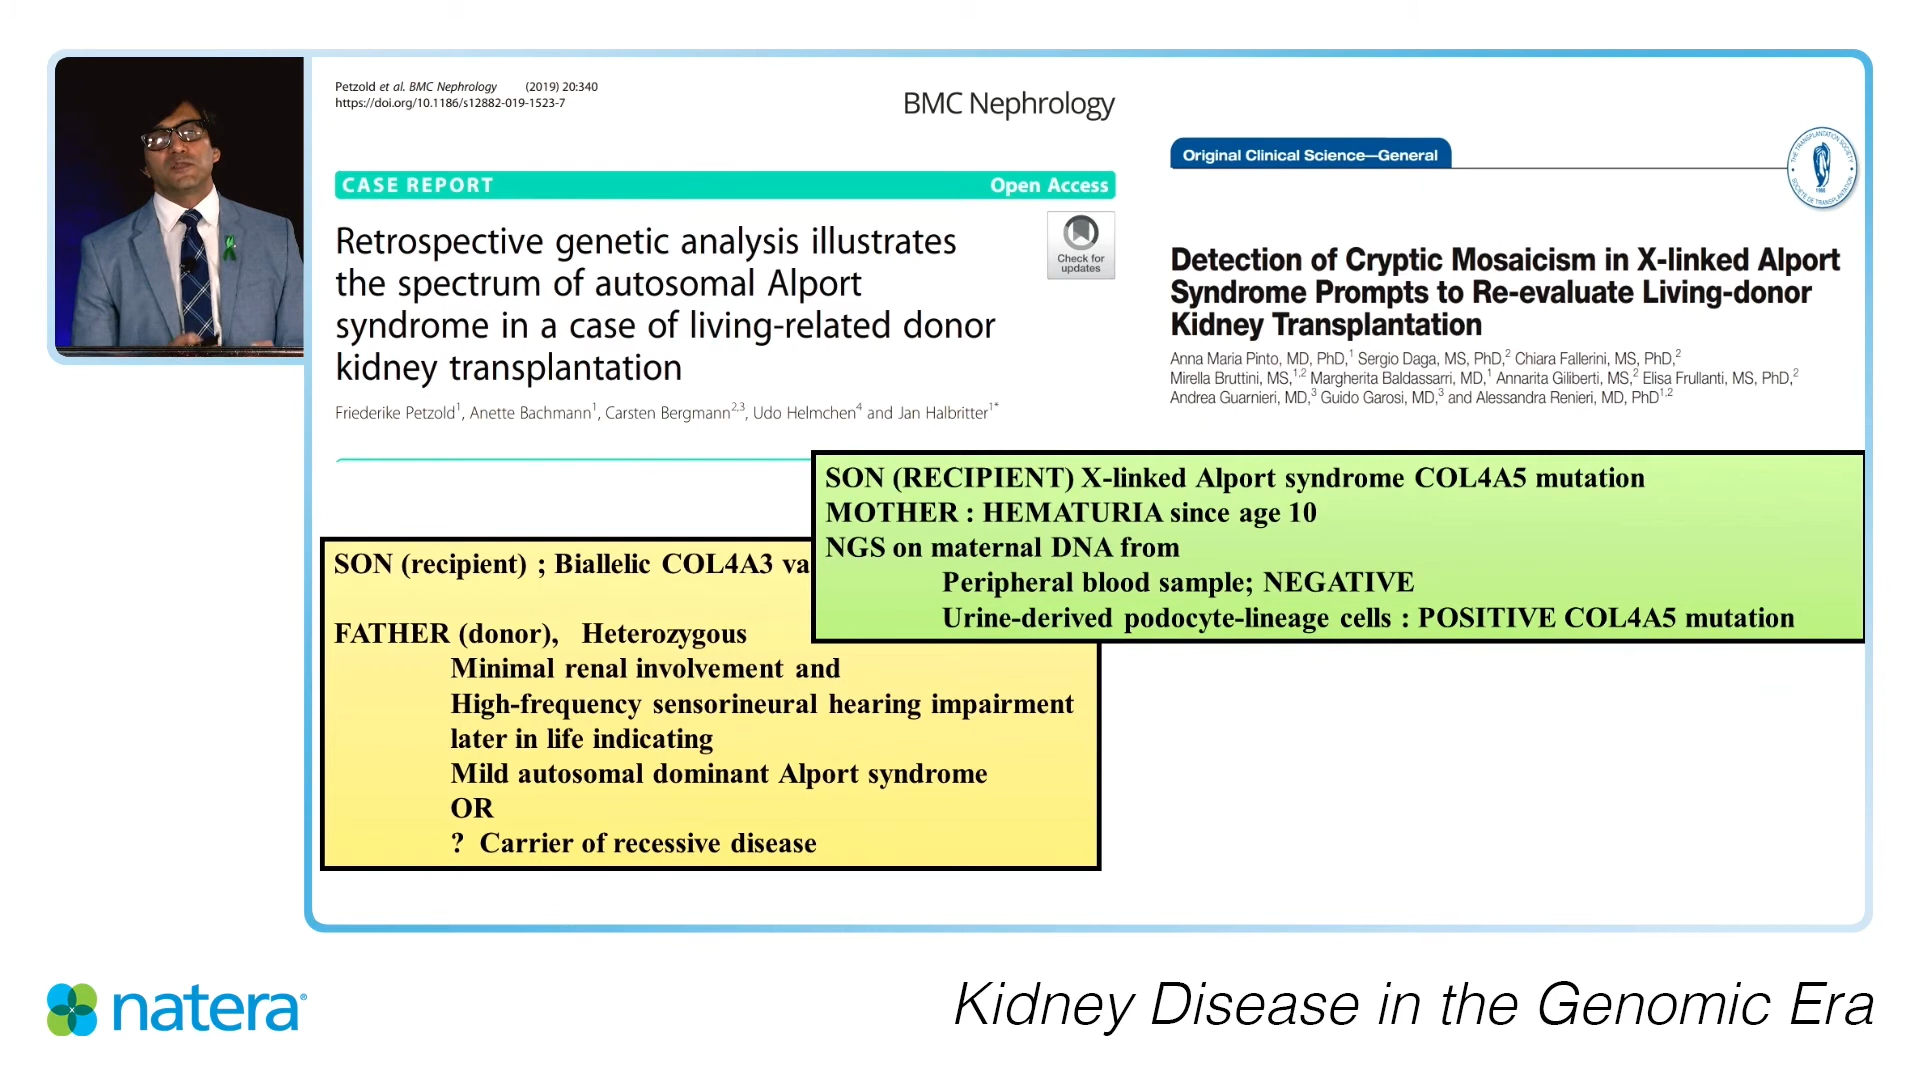 Petzold et al. BMC Nephrology (2019) 20:340
https://doi.org/10.1186/s12882-019-1523-7
BMC Nephrology
CASE REPORT Open Access
Retrospective genetic analysis illustrates
the spectrum of autosomal Alport
syndrome in a case of living-related donor
kidney transplantation
Check for
updates
Friederike Petzold1, Anette Bachmann1, Carsten Bergmann2,3, Udo Helmchen4 and Jan Halbritter1*
Original Clinical Science—General
THE TRANSPLANTATION SOCIETY
SOCIETE DE TRANSPLANTATION
1966
Detection of Cryptic Mosaicism in X-linked Alport
Syndrome Prompts to Re-evaluate Living-donor
Kidney Transplantation
Anna Maria Pinto, MD, PhD,1 Sergio Daga, MS, PhD,2 Chiara Fallerini, MS, PhD,2
Mirella Bruttini, MS,1,2 Margherita Baldassarri, MD,1 Annarita Giliberti, MS,2 Elisa Frullanti, MS, PhD,2
Andrea Guarnieri, MD,3 Guido Garosi, MD,3 and Alessandra Renieri, MD, PhD1,2
SON (RECIPIENT) X-linked Alport syndrome COL4A5 mutation
MOTHER : HEMATURIA since age 10
NGS on maternal DNA from
Peripheral blood sample; NEGATIVE
Urine-derived podocyte-lineage cells : POSITIVE COL4A5 mutation
SON (recipient) ; Biallelic COL4A3 va
FATHER (donor), Heterozygous
Minimal renal involvement and
High-frequency sensorineural hearing impairment
later in life indicating
Mild autosomal dominant Alport syndrome
OR
? Carrier of recessive disease
natera®
Kidney Disease in the Genomic Era